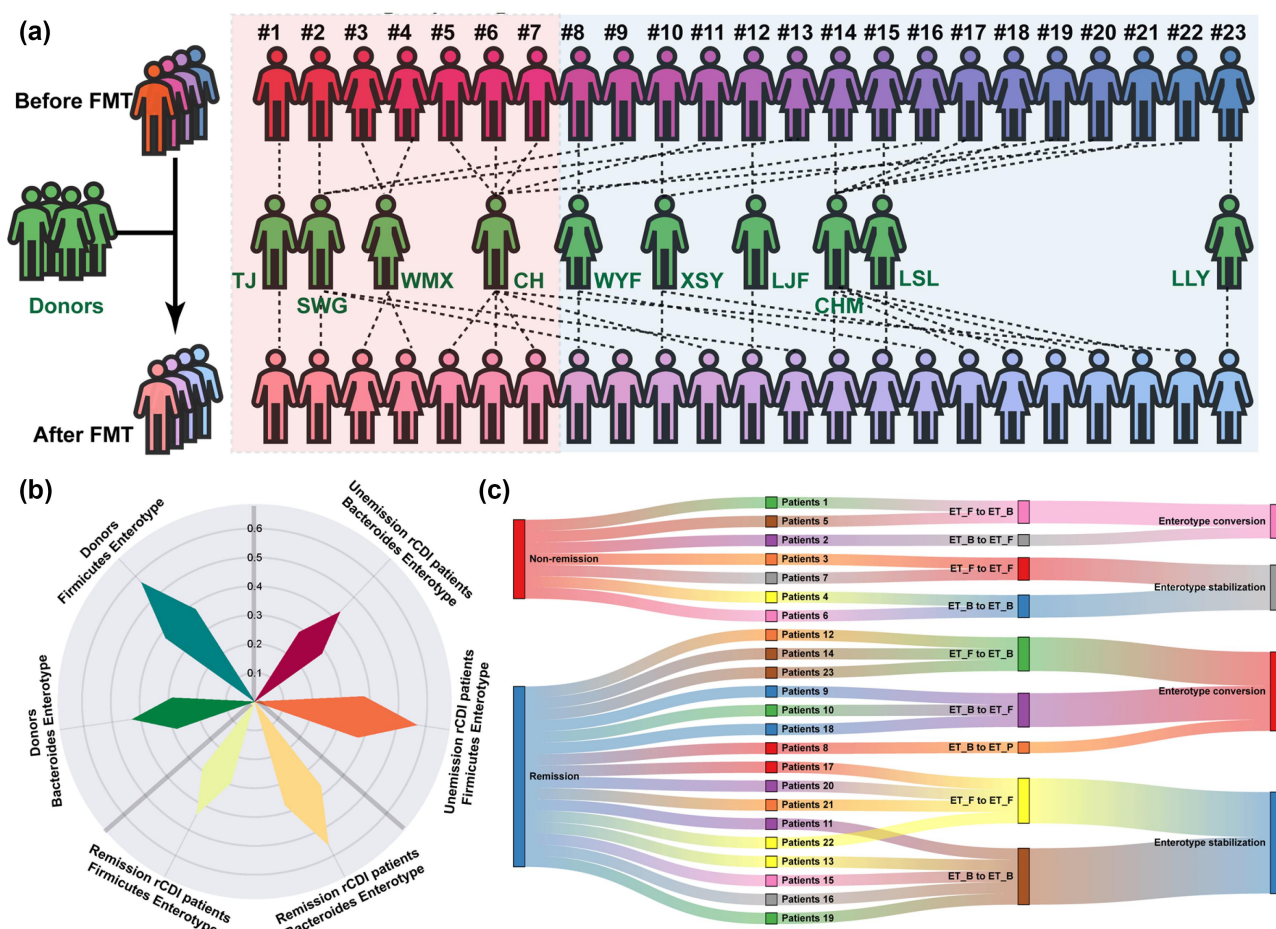 (a)
#1 #2 #3 #4 #5 #6 #7 #8 #9 #10 #11 #12 #13 #14 #15 #16 #17 #18 #19 #20 #21 #22 #23
Before FMT
Donors
TJ
SWG
WMX
CH
WYF
XSY
LJF
CHM
LSL
LLY
After FMT
(b)
Donors
Firmicutes Enterotype
Unemission rCDI patients
Bacteroides Enterotype
Unemission rCDI patients
Firmicutes Enterotype
Remission rCDI patients
Bacteroides Enterotype
Remission rCDI patients
Firmicutes Enterotype
Donors
Bacteroides Enterotype
0.6
0.5
0.4
0.3
0.2
0.1
(c)
Non-remission
Remission
Patients 1
Patients 5
Patients 2
Patients 3
Patients 7
Patients 4
Patients 6
Patients 12
Patients 14
Patients 23
Patients 9
Patients 10
Patients 18
Patients 8
Patients 17
Patients 20
Patients 21
Patients 11
Patients 22
Patients 13
Patients 15
Patients 16
Patients 19
ET_F to ET_B
ET_B to ET_F
ET_F to ET_F
ET_B to ET_B
ET_F to ET_B
ET_B to ET_F
ET_B to ET_P
ET_F to ET_F
ET_B to ET_B
Enterotype conversion
Enterotype stabilization
Enterotype conversion
Enterotype stabilization